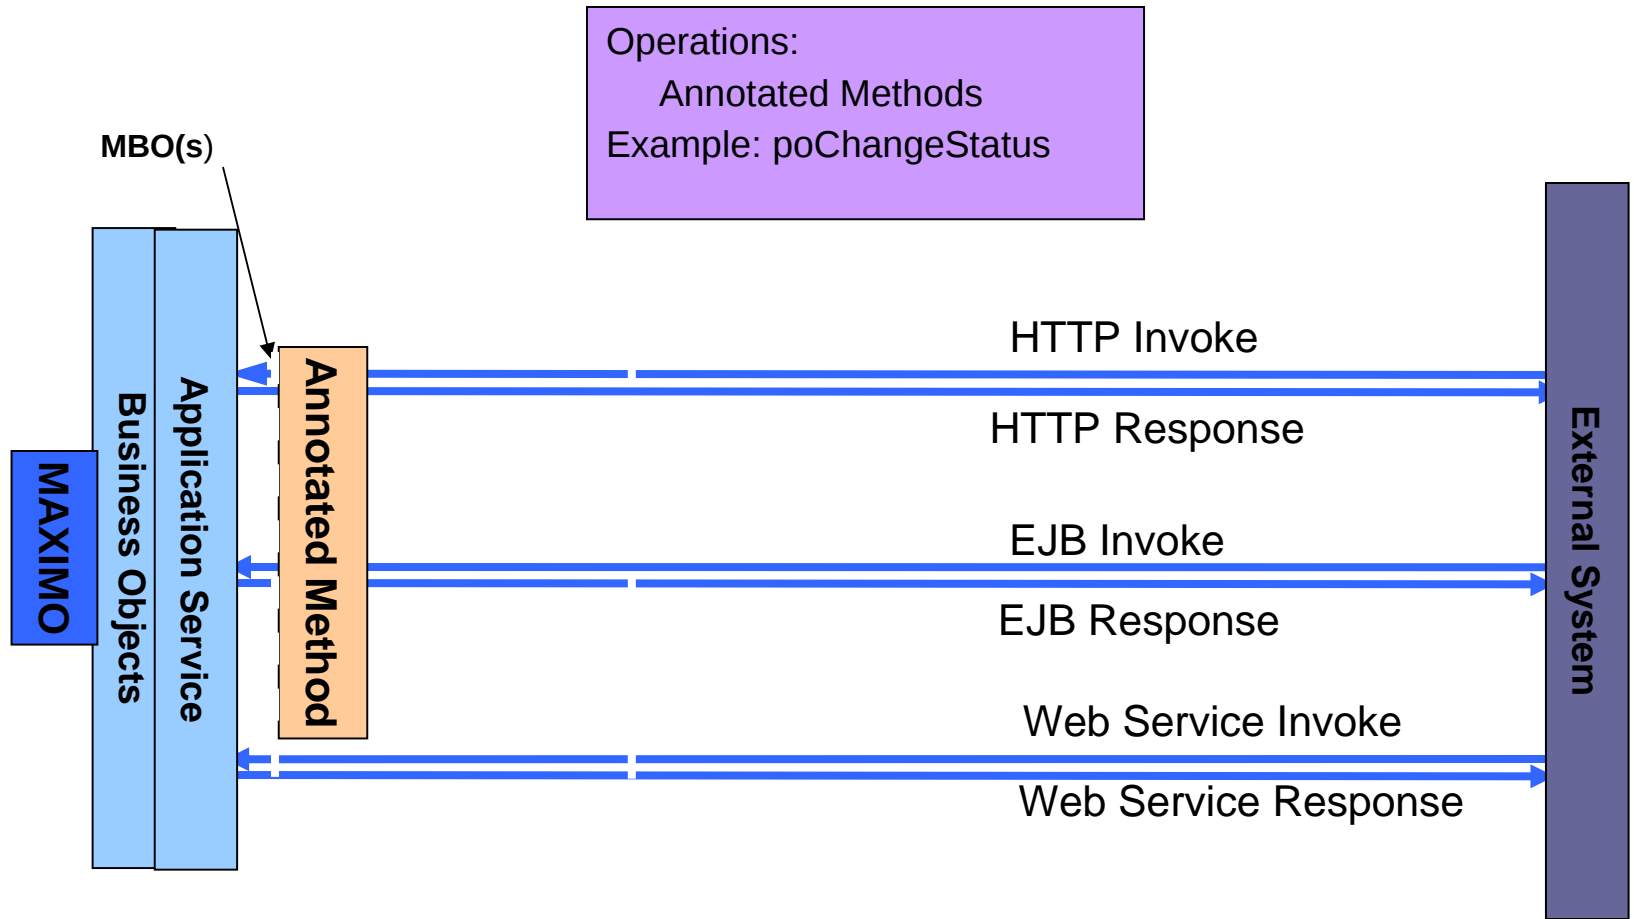 Operations:
Annotated Methods
Example: poChangeStatus
MBO(s)
MAXIMO
Business Objects
Application Service
Annotated Method
HTTP Invoke
HTTP Response
EJB Invoke
EJB Response
Web Service Invoke
Web Service Response
External System